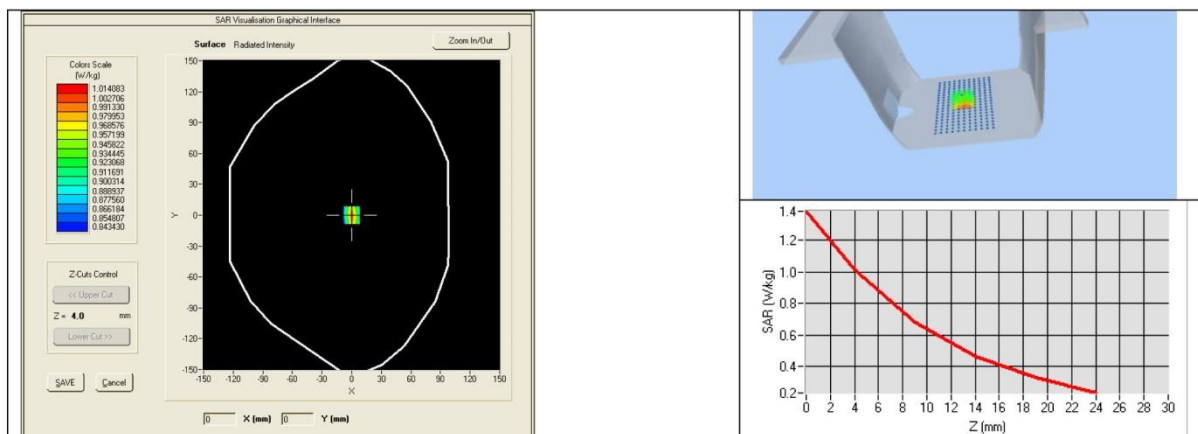 SAR Visualisation Graphical Interface
Surface Radiated Intensity
Zoom In/Out
Colors Scale
(W/kg)
1.014083
1.002706
0.991330
0.979953
0.968576
0.957199
0.945822
0.934445
0.923068
0.911691
0.900314
0.888937
0.877560
0.866184
0.854807
0.843430
Z-Cuts Control
<< Upper Cut
Z = 4.0 mm
Lower Cut >>
SAVE Cancel
150
120
90
60
30
0
-30
-60
-90
-120
-150
Y
-150 -120 -90 -60 -30 0 30 60 90 120 150
X
0 X (mm) 0 Y (mm)
1.4
1.2
1.0
0.8
0.6
0.4
0.2
SAR (W/kg)
0 2 4 6 8 10 12 14 16 18 20 22 24 26 28 30
Z (mm)